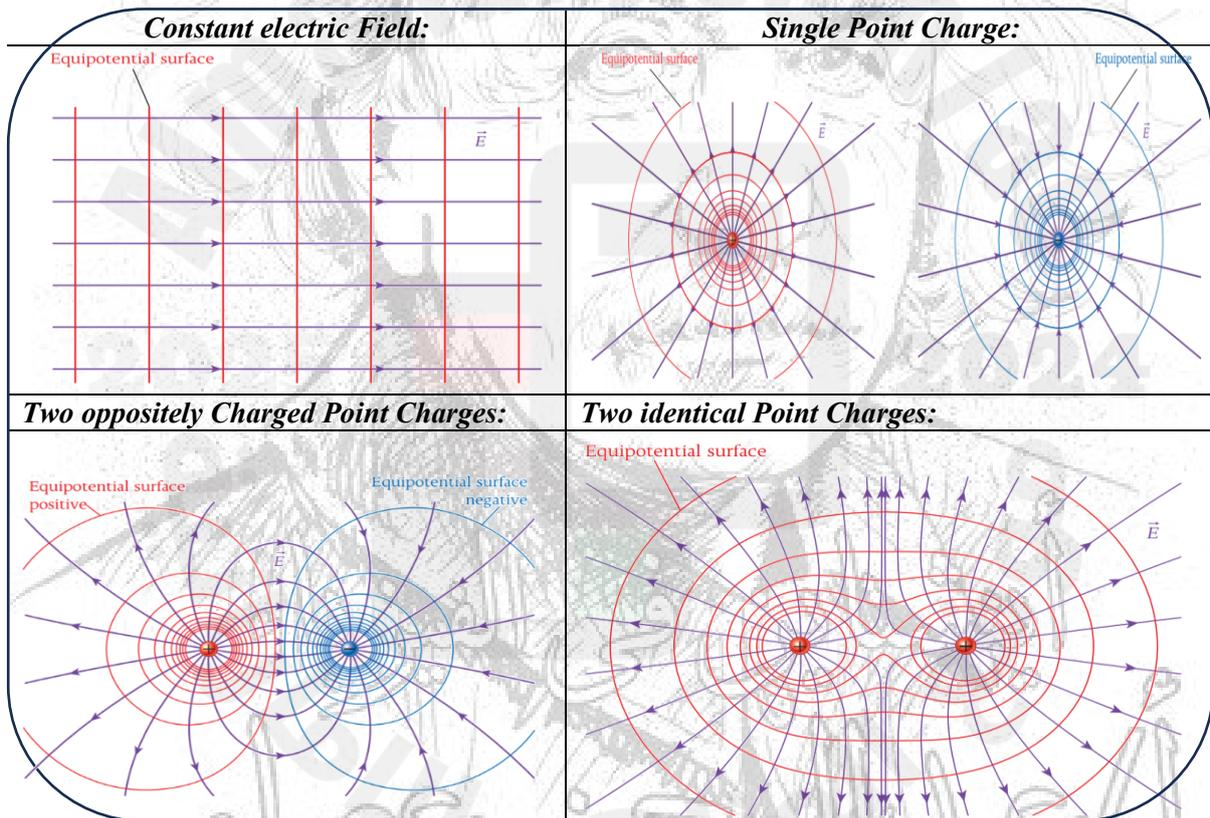 Constant electric Field:
Single Point Charge:
Equipotential surface
E
Equipotential surface
E
Equipotential surface
E
2024
Two oppositely Charged Point Charges:
Two identical Point Charges:
Equipotential surface
positive
Equipotential surface
negative
E
+
-
Equipotential surface
E
+
+